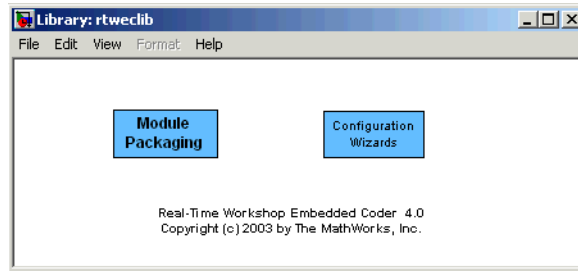 Library: rtweclib
File Edit View Format Help
Module
Packaging
Configuration
Wizards
Real-Time Workshop Embedded Coder 4.0
Copyright (c) 2003 by The MathWorks, Inc.